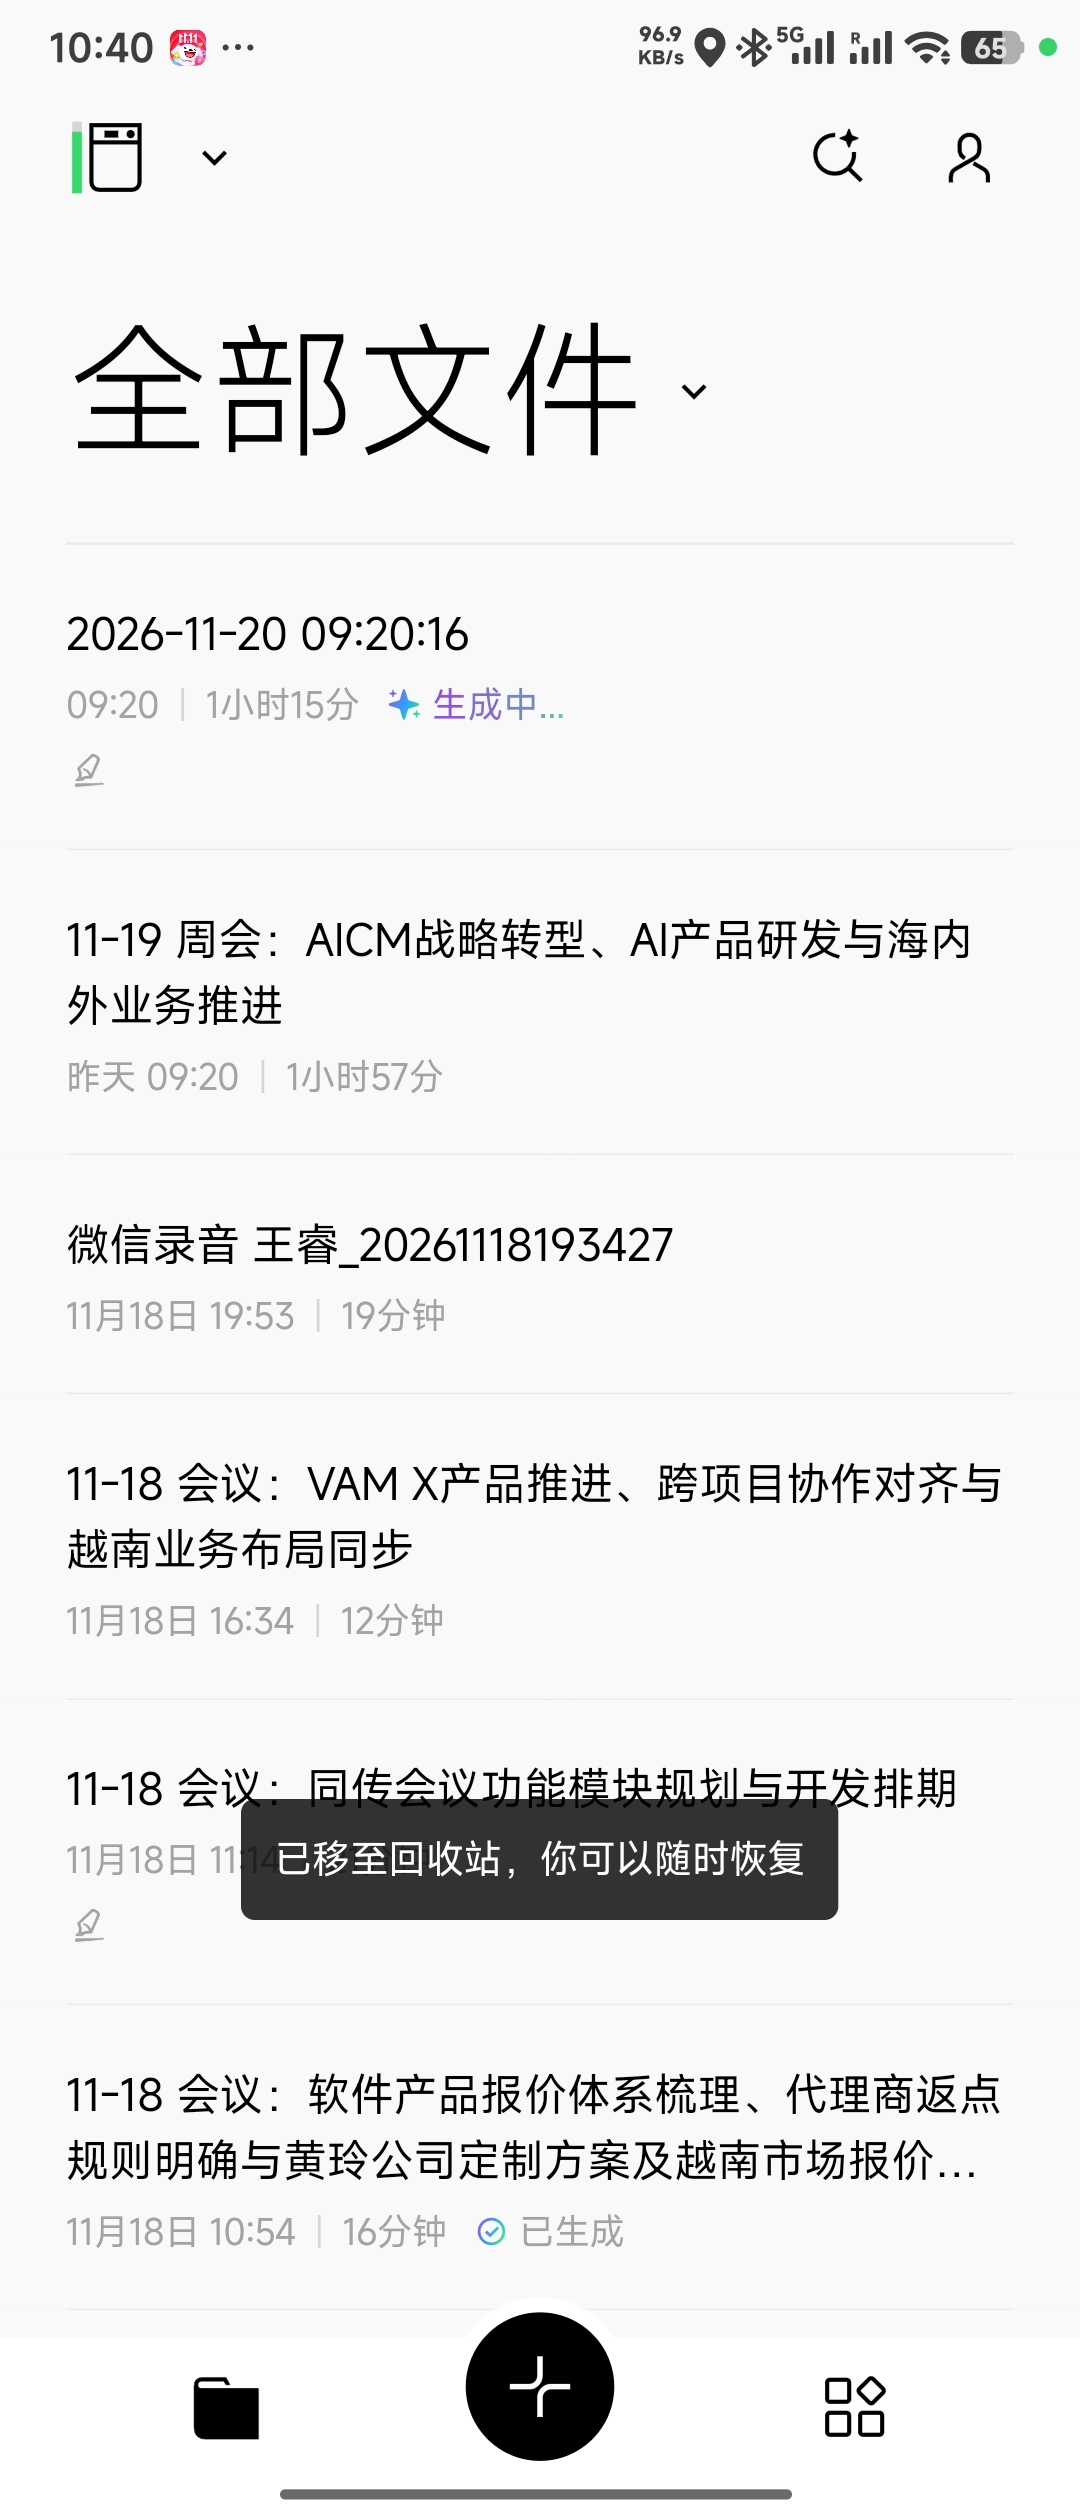 10:40
96.9 KB/s
5G
R
65
全部文件
2026-11-20 09:20:16
09:20 | 1小时15分 生成中...
11-19 周会：AICM战略转型、AI产品研发与海内
外业务推进
昨天 09:20 | 1小时57分
微信录音 王睿_20261118193427
11月18日 19:53 | 19分钟
11-18 会议：VAM X产品推进、跨项目协作对齐与
越南业务布局同步
11月18日 16:34 | 12分钟
11-18 会议：同传会议功能模块规划与开发排期
11月18日 11:14
已移至回收站，你可以随时恢复
11-18 会议：软件产品报价体系梳理、代理商返点
规则明确与黄玲公司定制方案及越南市场报价...
11月18日 10:54 | 16分钟 已生成